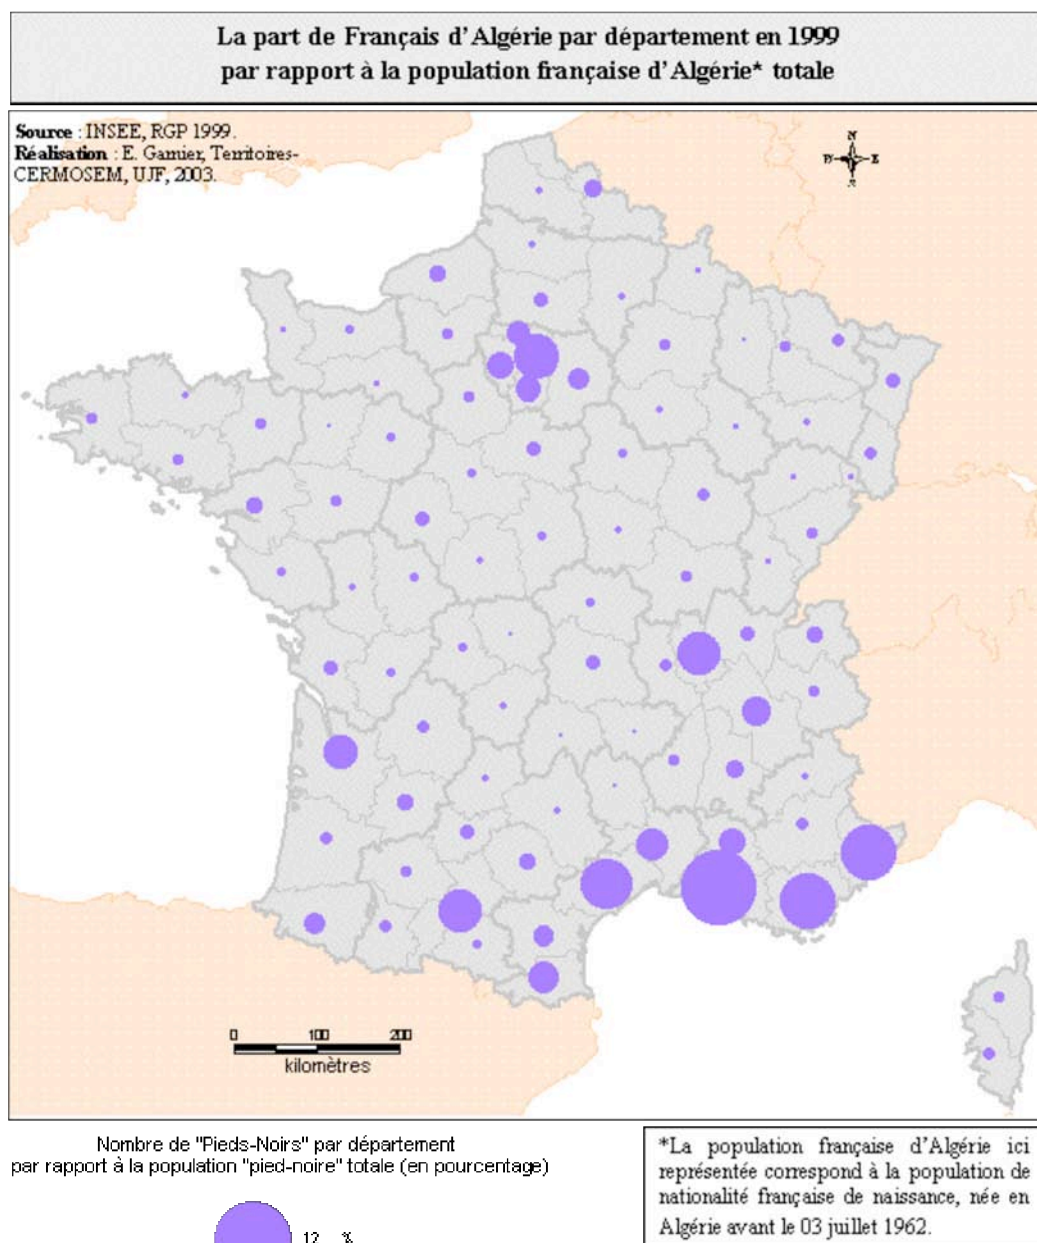 La part de Français d'Algérie par département en 1999
par rapport à la population française d'Algérie* totale
Source : INSEE, RGP 1999.
Réalisation : E. Garnier, Territoires-
CERMOSEM, UJF, 2003.
N
W E
S
0 100 200
kilomètres
Nombre de "Pieds-Noirs" par département
par rapport à la population "pied-noire" totale (en pourcentage)
12 %
*La population française d'Algérie ici
représentée correspond à la population de
nationalité française de naissance, née en
Algérie avant le 03 juillet 1962.